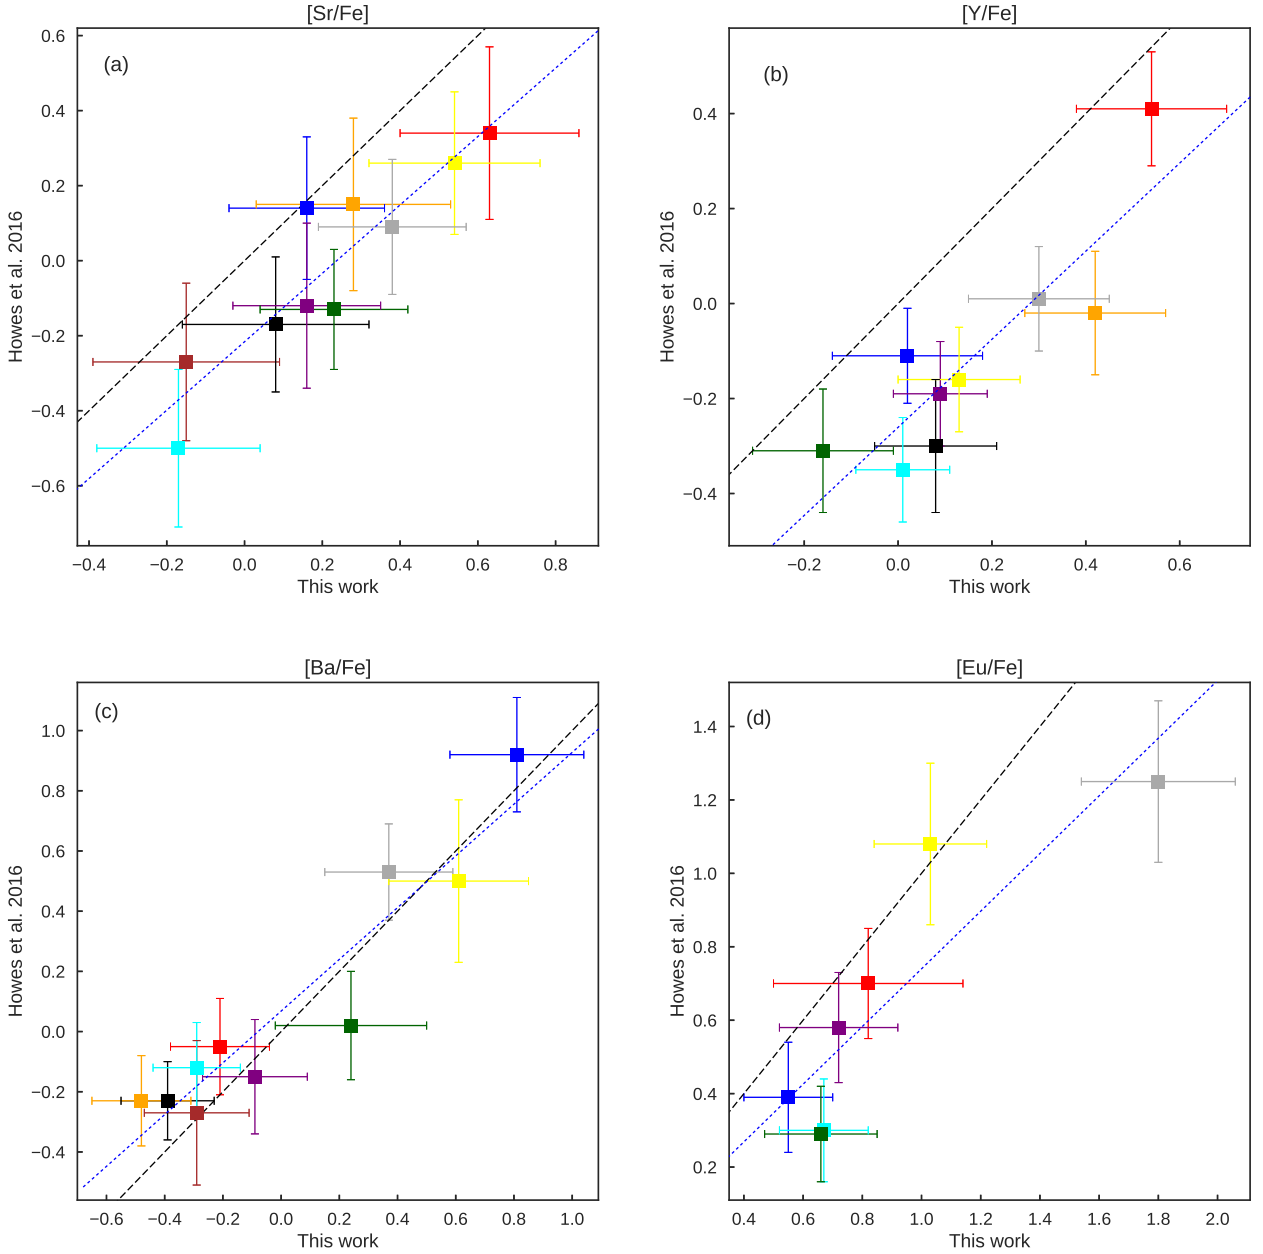 [Sr/Fe]
(a)
0.6
0.4
0.2
0.0
−0.2
−0.4
−0.6
Howes et al. 2016
−0.4 −0.2 0.0 0.2 0.4 0.6 0.8
This work
[Y/Fe]
(b)
0.4
0.2
0.0
−0.2
−0.4
Howes et al. 2016
−0.2 0.0 0.2 0.4 0.6
This work
[Ba/Fe]
(c)
1.0
0.8
0.6
0.4
0.2
0.0
−0.2
−0.4
Howes et al. 2016
−0.6 −0.4 −0.2 0.0 0.2 0.4 0.6 0.8 1.0
This work
[Eu/Fe]
(d)
1.4
1.2
1.0
0.8
0.6
0.4
0.2
Howes et al. 2016
0.4 0.6 0.8 1.0 1.2 1.4 1.6 1.8 2.0
This work